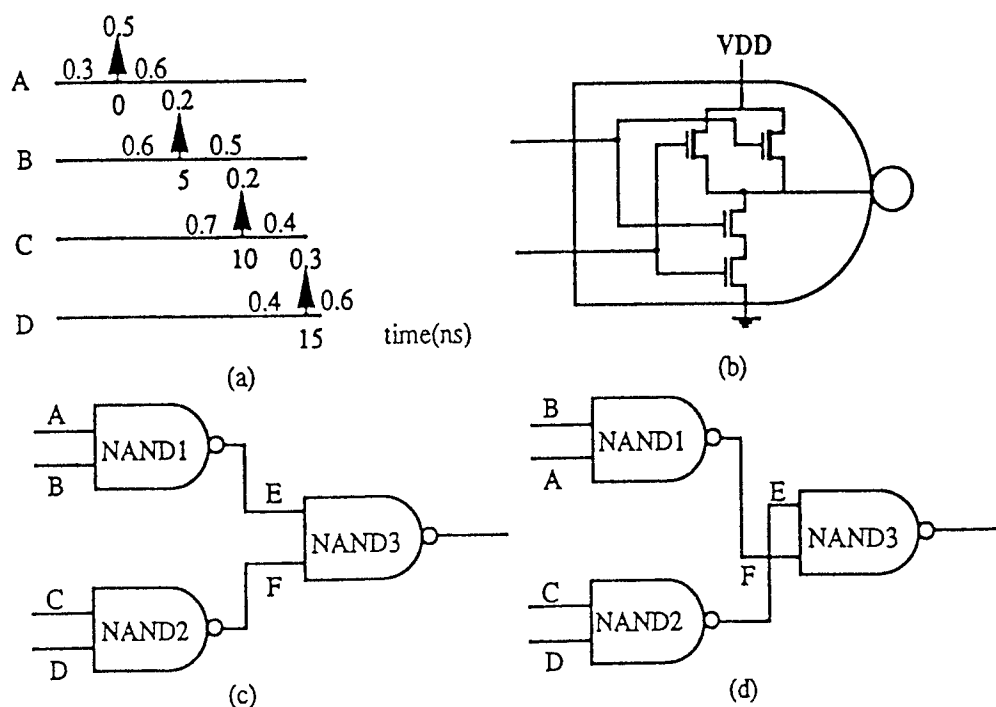 0.5
A 0.3 0.6
0 0.2
B 0.6 0.5
5 0.2
C 0.7 0.4
10 0.3
D 0.4 0.6
15 time(ns)
(a)
VDD
(b)
A
NAND1
B
E
NAND3
F
C
NAND2
D
(c)
B
NAND1
A
E
NAND3
F
C
NAND2
D
(d)